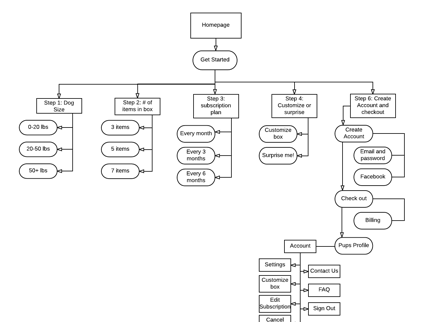 Homepage
Get Started
Step 1: Dog
Size
0-20 lbs
20-50 lbs
50+ lbs
Step 2: # of
items in box
3 items
5 items
7 items
Step 3:
subscription
plan
Every month
Every 3
months
Every 6
months
Step 4:
Customize or
surprise
Customize
box
Surprise me!
Step 6: Create
Account and
checkout
Create
Account
Email and
password
Facebook
Check out
Billing
Pups Profile
Account
Settings
Contact Us
Customize
box
FAQ
Edit
Subscription
Sign Out
Cancel